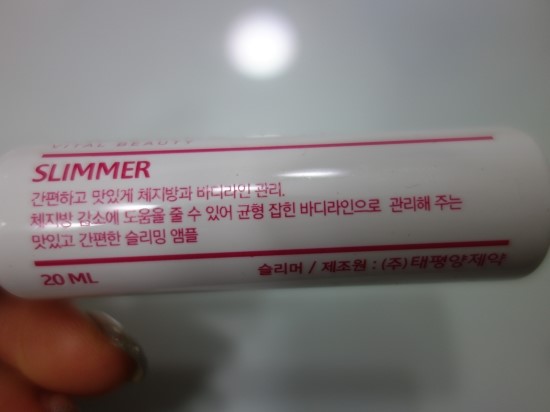 VITAL BEAUTY
SLIMMER
간편하고 맛있게 체지방과 바디라인 관리,
체지방 감소에 도움을 줄 수 있어 균형 잡힌 바디라인으로 관리해 주는
맛있고 간편한 슬리밍 앰플
20 ML
슬리머 / 제조원 : (주) 태평양제약